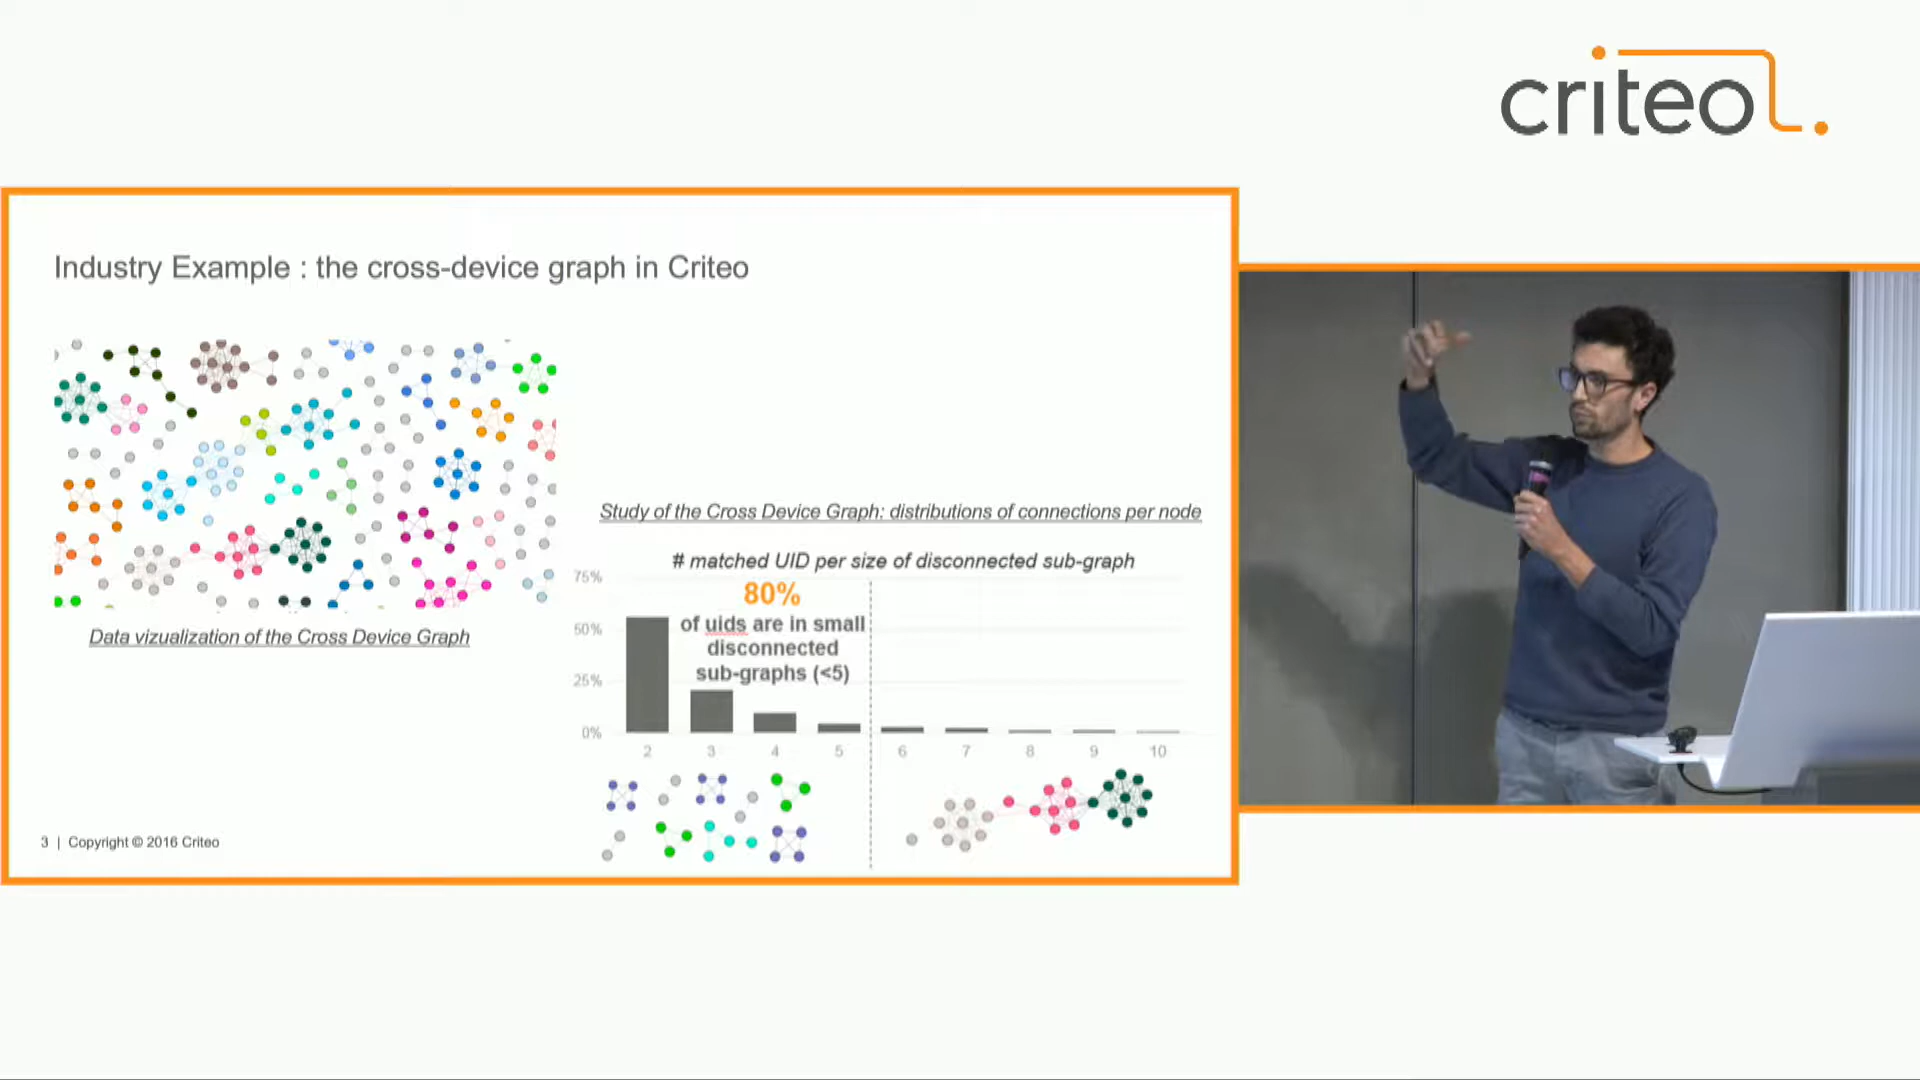 criteo
Industry Example : the cross-device graph in Criteo
Data vizualization of the Cross Device Graph
Study of the Cross Device Graph: distributions of connections per node
# matched UID per size of disconnected sub-graph
75%
80%
of uids are in small
disconnected
sub-graphs (<5)
50%
25%
0%
2 3 4 5 6 7 8 9 10
3 | Copyright © 2016 Criteo